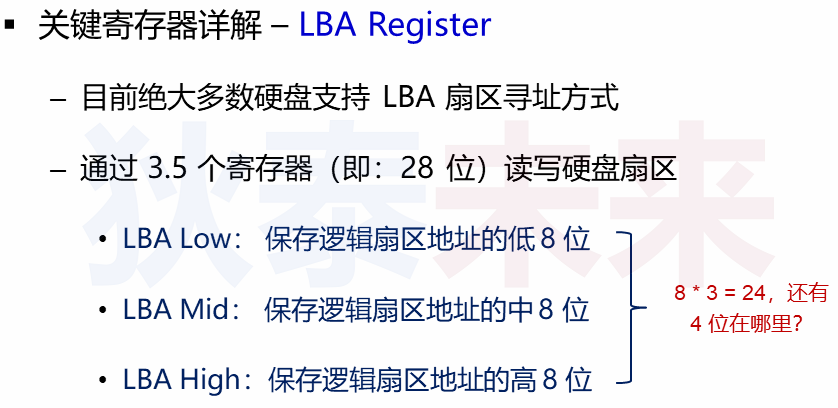 ▪ 关键寄存器详解 – LBA Register
– 目前绝大多数硬盘支持 LBA 扇区寻址方式
– 通过 3.5 个寄存器（即：28 位）读写硬盘扇区
• LBA Low： 保存逻辑扇区地址的低 8 位
• LBA Mid： 保存逻辑扇区地址的中 8 位
• LBA High：保存逻辑扇区地址的高 8 位
8 * 3 = 24，还有
4 位在哪里？
狄泰未来